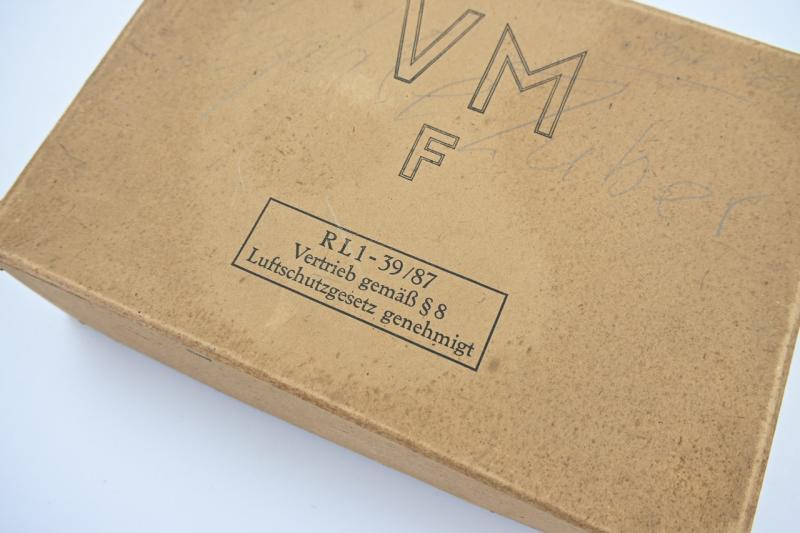 VM
F
RL1-39/87
Vertrieb gemäß § 8
Luftschutzgesetz genehmigt